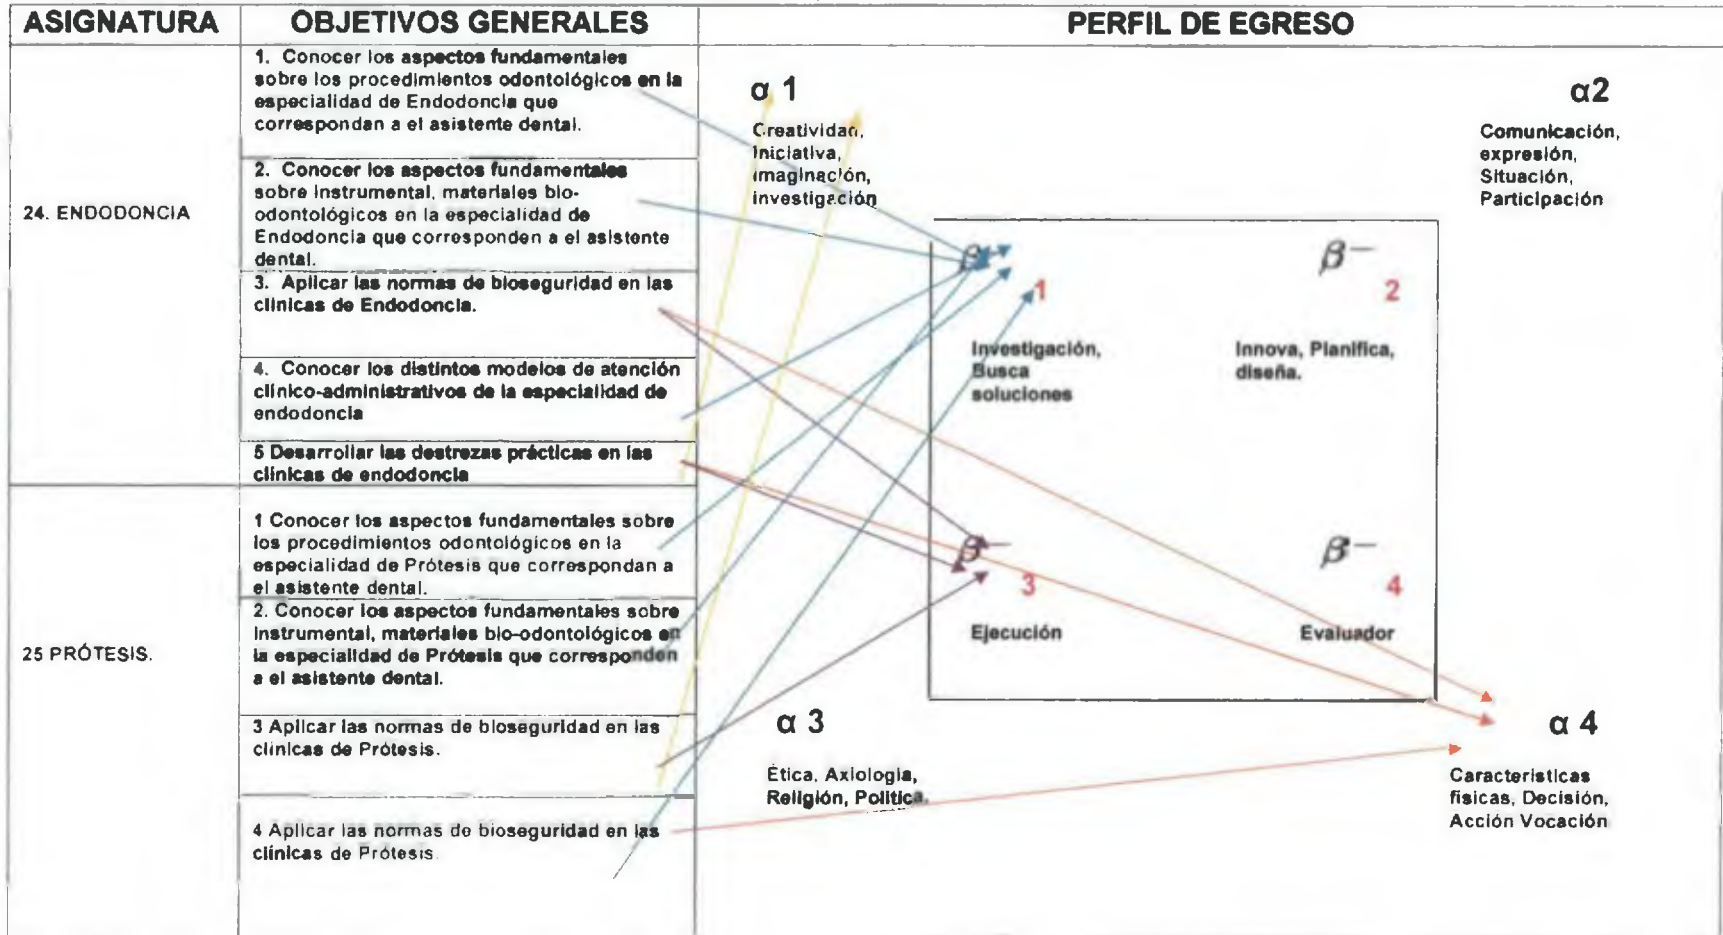 ASIGNATURA
OBJETIVOS GENERALES
PERFIL DE EGRESO
24. ENDODONCIA
1. Conocer los aspectos fundamentales
sobre los procedimientos odontológicos en la
especialidad de Endodoncia que
correspondan a el asistente dental.
2. Conocer los aspectos fundamentales
sobre instrumental, materiales bio-
odontológicos en la especialidad de
Endodoncia que corresponden a el asistente
dental.
3. Aplicar las normas de bioseguridad en las
clínicas de Endodoncia.
4. Conocer los distintos modelos de atención
clínico-administrativos de la especialidad de
endodoncia
5 Desarrollar las destrezas prácticas en las
clínicas de endodoncia
25 PRÓTESIS.
1 Conocer los aspectos fundamentales sobre
los procedimientos odontológicos en la
especialidad de Prótesis que correspondan a
el asistente dental.
2. Conocer los aspectos fundamentales sobre
Instrumental, materiales bio-odontológicos en
la especialidad de Prótesis que corresponden
a el asistente dental.
3 Aplicar las normas de bioseguridad en las
clínicas de Prótesis.
4 Aplicar las normas de bioseguridad en las
clínicas de Prótesis.
α 1
Creatividad,
Iniciativa,
imaginación,
investigación
α2
Comunicación,
expresión,
Situación,
Participación
β-
1
Investigación,
Busca
soluciones
β-
2
Innova, Planifica,
diseña.
β-
3
Ejecución
β-
4
Evaluador
α 3
Ética, Axiologia,
Religión, Politica.
α 4
Caracteristicas
fisicas, Decisión,
Acción Vocación